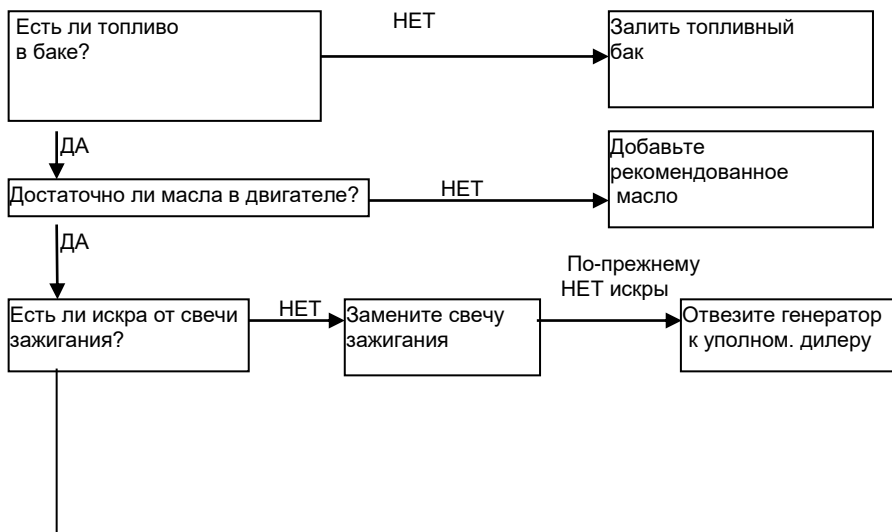 Есть ли топливо
в баке?
НЕТ
Залить топливный
бак
ДА
Достаточно ли масла в двигателе?
НЕТ
Добавьте
рекомендованное
масло
ДА
Есть ли искра от свечи
зажигания?
НЕТ
Замените свечу
зажигания
По-прежнему
НЕТ искры
Отвезите генератор
к уполном. дилеру